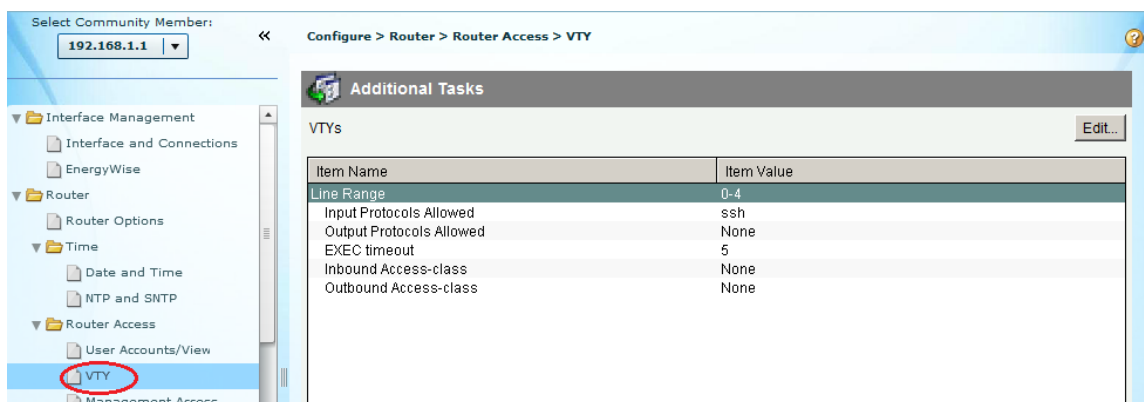 Select Community Member:
192.168.1.1
«
Configure > Router > Router Access > VTY
?
Additional Tasks
Interface Management
Interface and Connections
EnergyWise
Router
Router Options
Time
Date and Time
NTP and SNTP
Router Access
User Accounts/View
VTY
Management Access
VTYs
Edit...
Item Name Item Value
Line Range 0-4
Input Protocols Allowed ssh
Output Protocols Allowed None
EXEC timeout 5
Inbound Access-class None
Outbound Access-class None